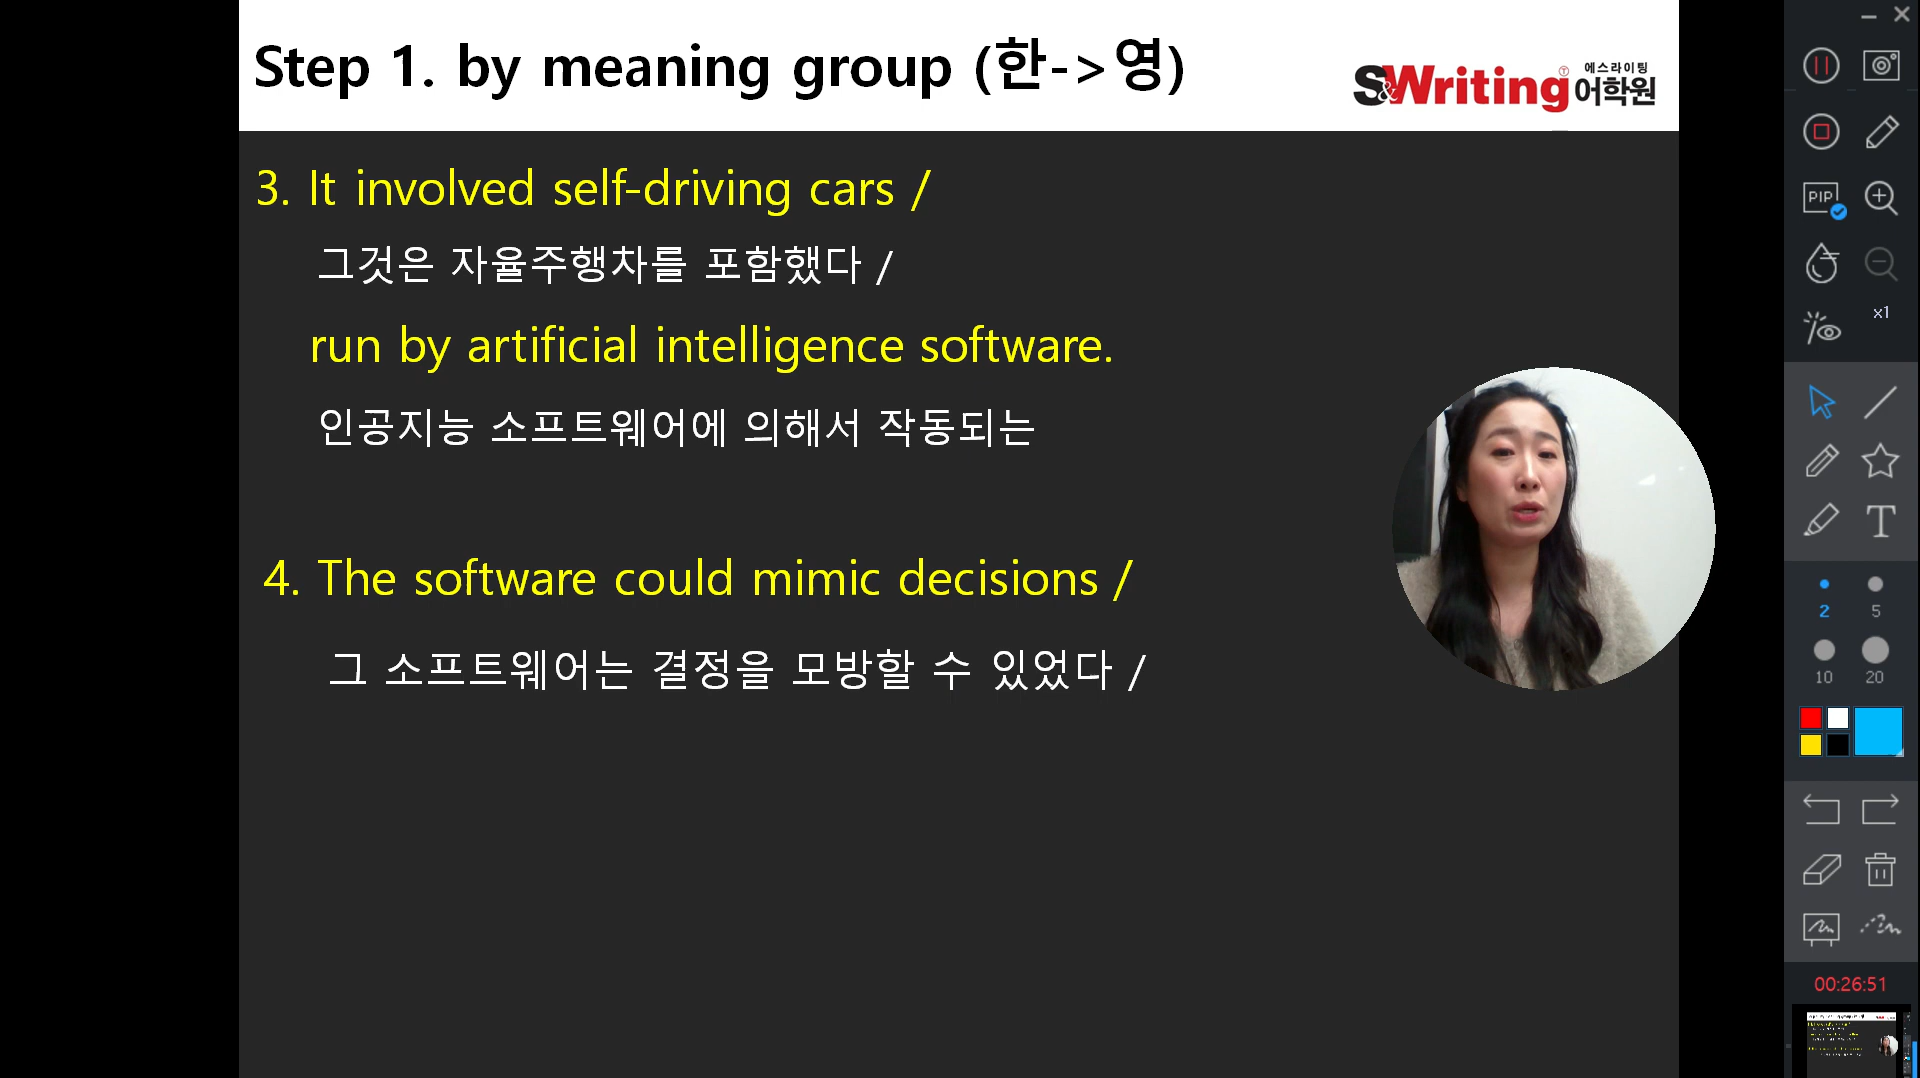 Step 1. by meaning group (한->영)
S&Writing 에스라이팅 어학원
3. It involved self-driving cars /
그것은 자율주행차를 포함했다 /
run by artificial intelligence software.
인공지능 소프트웨어에 의해서 작동되는
4. The software could mimic decisions /
그 소프트웨어는 결정을 모방할 수 있었다 /
PIP
x1
T
2 5
10 20
00:26:51